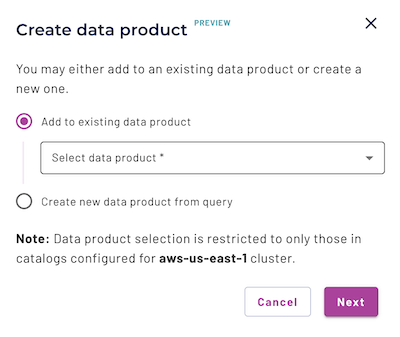 Create data product PREVIEW
You may either add to an existing data product or create a
new one.
Add to existing data product
Select data product *
Create new data product from query
Note: Data product selection is restricted to only those in
catalogs configured for aws-us-east-1 cluster.
Cancel Next